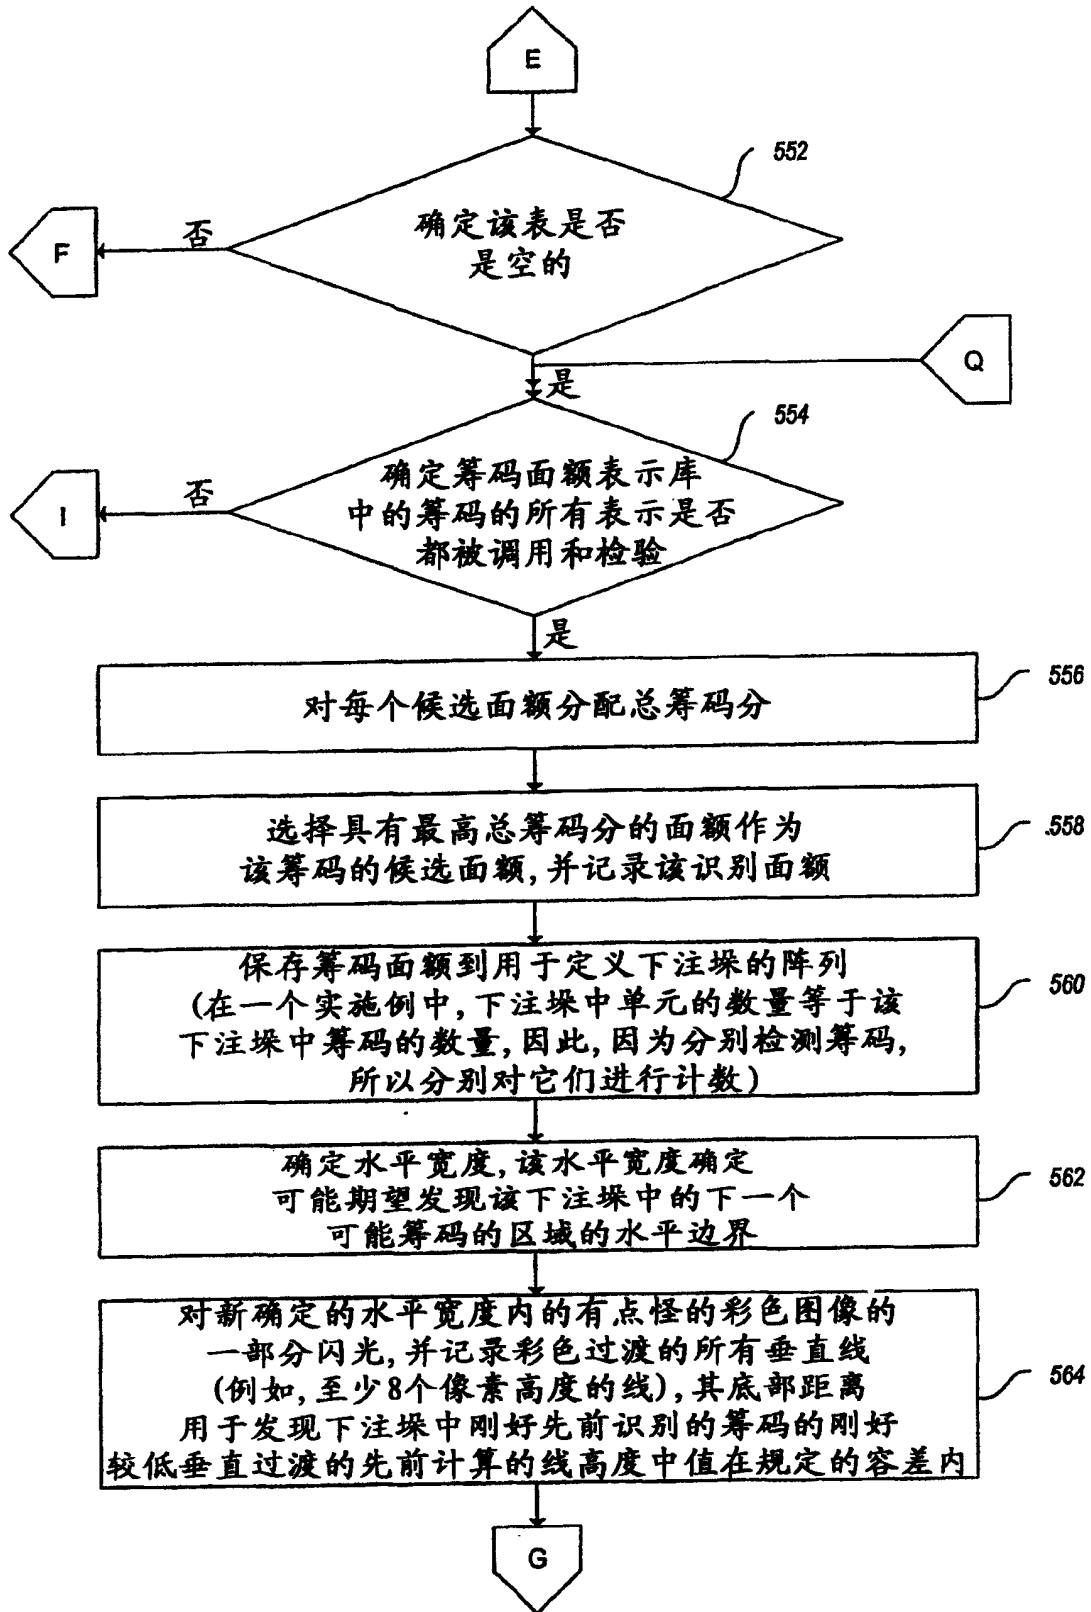 E
552
确定该表是否
是空的
否
F
Q
是
554
确定筹码面额表示库
中的筹码的所有表示是否
都被调用和检验
否
I
是
556
对每个候选面额分配总筹码分
558
选择具有最高总筹码分的面额作为
该筹码的候选面额,并记录该识别面额
560
保存筹码面额到用于定义下注垛的阵列
(在一个实施例中,下注垛中单元的数量等于该
下注垛中筹码的数量,因此,因为分别检测筹码,
所以分别对它们进行计数)
562
确定水平宽度,该水平宽度确定
可能期望发现该下注垛中的下一个
可能筹码的区域的水平边界
564
对新确定的水平宽度内的有点怪的彩色图像的
一部分闪光,并记录彩色过渡的所有垂直线
(例如,至少8个像素高度的线),其底部距离
用于发现下注垛中刚好先前识别的筹码的刚好
较低垂直过渡的先前计算的线高度中值在规定的容差内
G